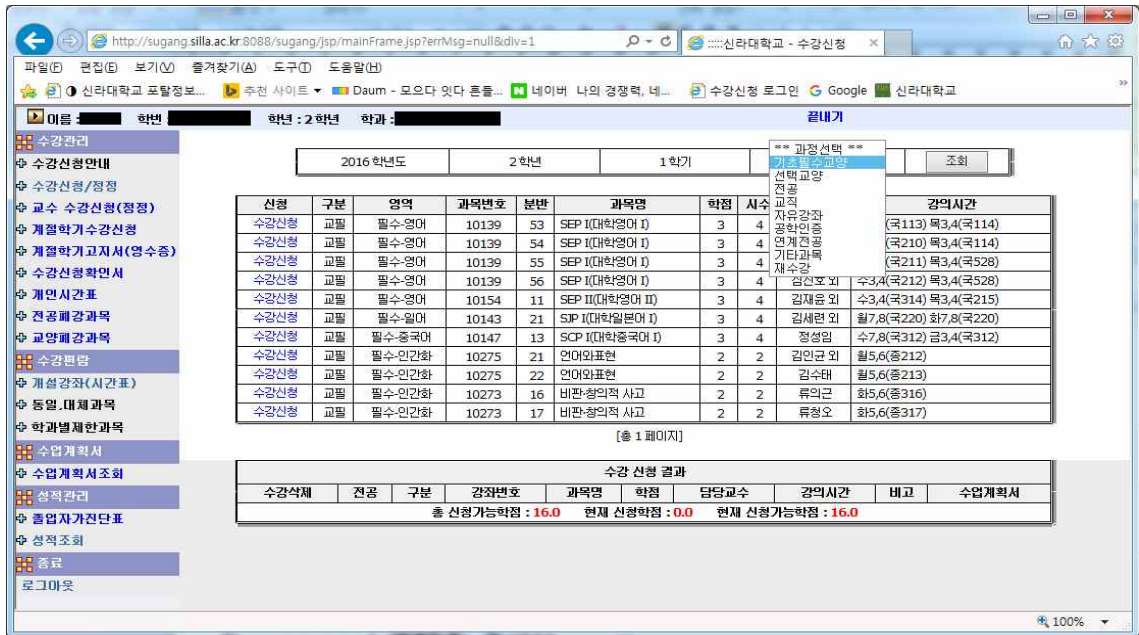 http://sugang.silla.ac.kr:8088/sugang/jsp/mainFrame.jsp?errMsg=null&div=1 :::::신라대학교 - 수강신청
파일(F) 편집(E) 보기(V) 즐겨찾기(A) 도구(T) 도움말(H)
신라대학교 포탈정보... 추천 사이트 Daum - 모으다 잇다 흔들... 네이버 나의 경쟁력, 네... 수강신청 로그인 Google 신라대학교
이름 : 학번 학년 : 2학년 학과 : 끝내기
수강관리
수강신청안내
수강신청/정정
교수 수강신청(정정)
계절학기수강신청
계절학기고지서(영수증)
수강신청확인서
개인시간표
전공폐강과목
교양폐강과목
수강편람
개설강좌(시간표)
동일,대체과목
학과별제한과목
수업계획서
수업계획서조회
성적관리
졸업자가진단표
성적조회
종료
로그아웃
2016학년도 2학년 1학기 조회
** 과정선택 **
기초필수교양
선택교양
전공
교직
자유강좌
공학인증
연계전공
기타과목
재수강
신청 구분 영역 과목번호 분반 과목명 학점 시수 강의시간
수강신청 교필 필수-영어 10139 53 SEP I(대학영어 I) 3 4 (국113) 목3,4(국114)
수강신청 교필 필수-영어 10139 54 SEP I(대학영어 I) 3 4 (국210) 목3,4(국114)
수강신청 교필 필수-영어 10139 55 SEP I(대학영어 I) 3 4 (국211) 목3,4(국528)
수강신청 교필 필수-영어 10139 56 SEP I(대학영어 I) 3 4 수3,4(국212) 목3,4(국528)
수강신청 교필 필수-영어 10154 11 SEP II(대학영어 II) 3 4 김재윤 외 수3,4(국314) 목3,4(국215)
수강신청 교필 필수-일어 10143 21 SJP I(대학일본어 I) 3 4 김세련 외 월7,8(국220) 화7,8(국220)
수강신청 교필 필수-중국어 10147 13 SCP I(대학중국어 I) 3 4 정성임 수7,8(국312) 금3,4(국312)
수강신청 교필 필수-인간화 10275 21 언어와표현 2 2 김인규 외 월5,6(종212)
수강신청 교필 필수-인간화 10275 22 언어와표현 2 2 김수태 월5,6(종213)
수강신청 교필 필수-인간화 10273 16 비판·창의적 사고 2 2 류의근 화5,6(종316)
수강신청 교필 필수-인간화 10273 17 비판·창의적 사고 2 2 류청오 화5,6(종317)
[총 1 페이지]
수강 신청 결과
수강삭제 전공 구분 강좌번호 과목명 학점 담당교수 강의시간 비고 수업계획서
총 신청가능학점 : 16.0 현재 신청학점 : 0.0 현재 신청가능학점 : 16.0
100%